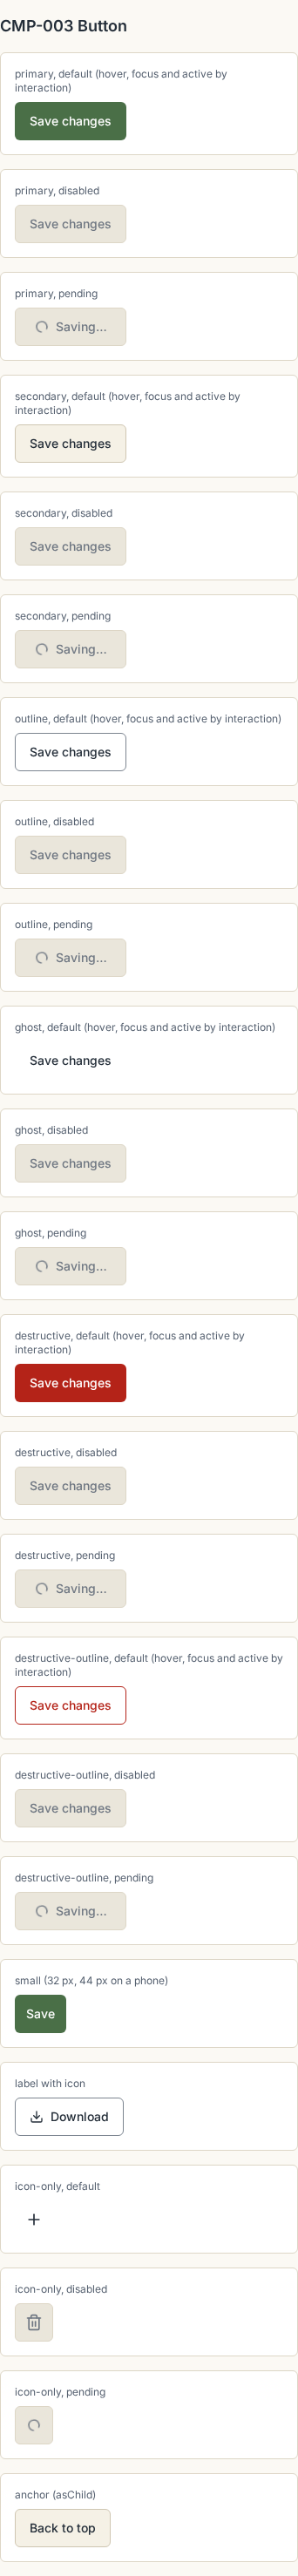 CMP-003 Button
primary, default (hover, focus and active by
interaction)
Save changes
primary, disabled
Save changes
primary, pending
Saving...
secondary, default (hover, focus and active by
interaction)
Save changes
secondary, disabled
Save changes
secondary, pending
Saving...
outline, default (hover, focus and active by interaction)
Save changes
outline, disabled
Save changes
outline, pending
Saving...
ghost, default (hover, focus and active by interaction)
Save changes
ghost, disabled
Save changes
ghost, pending
Saving...
destructive, default (hover, focus and active by
interaction)
Save changes
destructive, disabled
Save changes
destructive, pending
Saving...
destructive-outline, default (hover, focus and active by
interaction)
Save changes
destructive-outline, disabled
Save changes
destructive-outline, pending
Saving...
small (32 px, 44 px on a phone)
Save
label with icon
Download
icon-only, default
icon-only, disabled
icon-only, pending
anchor (asChild)
Back to top